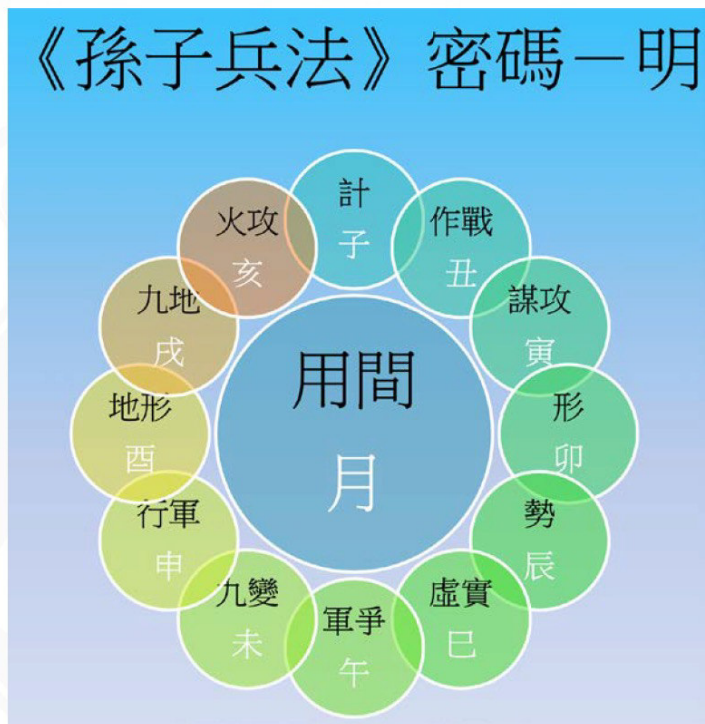 《孫子兵法》密碼－明
計
子
作戰
丑
謀攻
寅
形
卯
勢
辰
虛實
巳
軍爭
午
九變
未
行軍
申
地形
酉
九地
戌
火攻
亥
用間
月